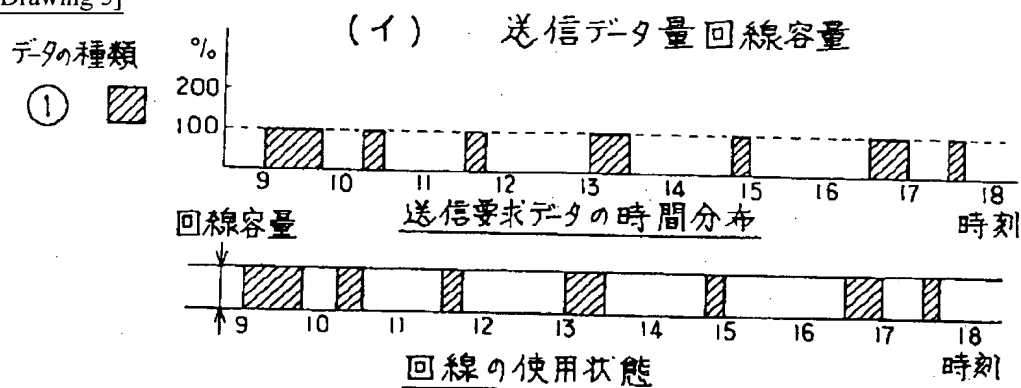 Drawing 5]
(イ) 送信データ量回線容量
データの種類
①
%
200
100
9 10 11 12 13 14 15 16 17 18
送信要求データの時間分布
時刻
回線容量
9 10 11 12 13 14 15 16 17 18
回線の使用状態
時刻